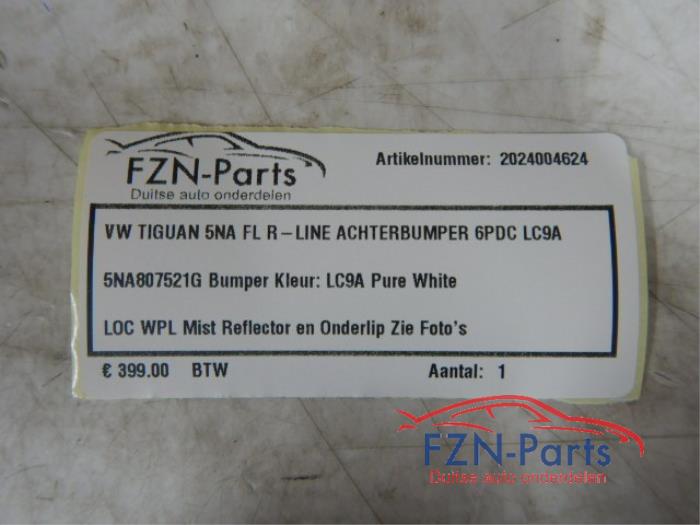 FZN-Parts
Duitse auto onderdelen
Artikelnummer: 2024004624
VW TIGUAN 5NA FL R-LINE ACHTERBUMPER 6PDC LC9A
5NA807521G Bumper Kleur: LC9A Pure White
LOC WPL Mist Reflector en Onderlip Zie Foto's
€ 399.00 BTW
Aantal: 1
FZN-Parts
Duitse auto onderdelen